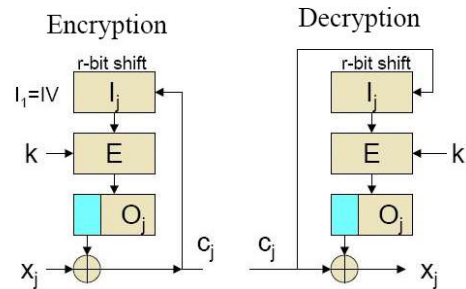 Encryption
r-bit shift
I₁=IV
Iⱼ
k
E
Oⱼ
xⱼ
cⱼ
Decryption
r-bit shift
Iⱼ
E
k
Oⱼ
cⱼ
xⱼ